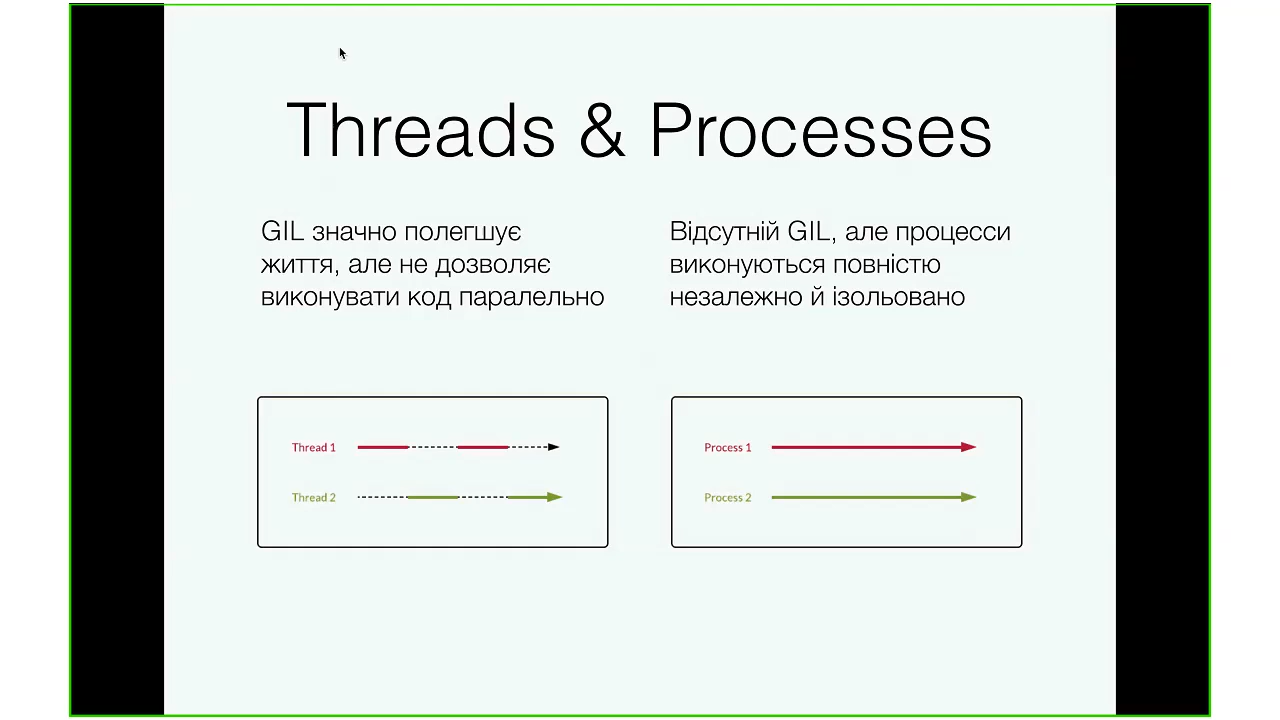 Threads & Processes
GIL значно полегшує
життя, але не дозволяє
виконувати код паралельно
Відсутній GIL, але процесси
виконуються повністю
незалежно й ізольовано
Thread 1
Thread 2
Process 1
Process 2